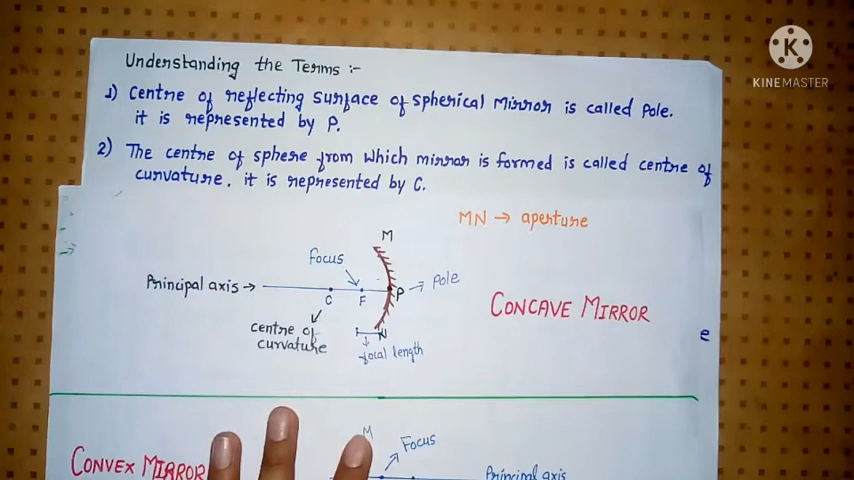 KINEMASTER
Understanding the Terms :-
1) Centre of reflecting surface of spherical Mirror is called Pole.
it is represented by P.
2) The centre of sphere from which mirror is formed is called centre of
curvature. it is represented by C.
MN → aperture
M
Focus
Principal axis →
C
F
P → Pole
CONCAVE MIRROR
centre of
curvature
N
focal length
e
M
Focus
CONVEX MIRROR
Principal axis